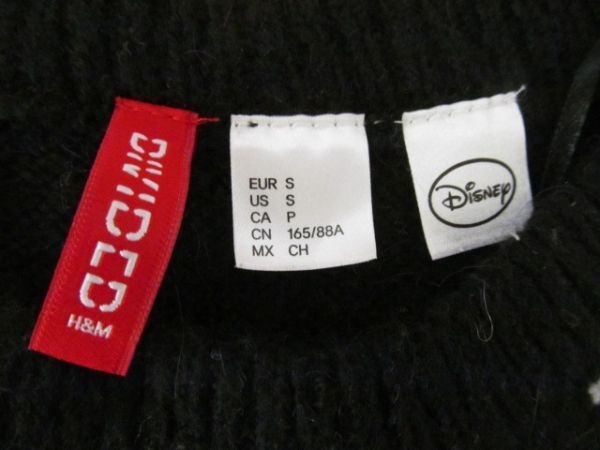 DIVIDED
H&M
EUR S
US S
CA P
CN 165/88A
MX CH
Disney